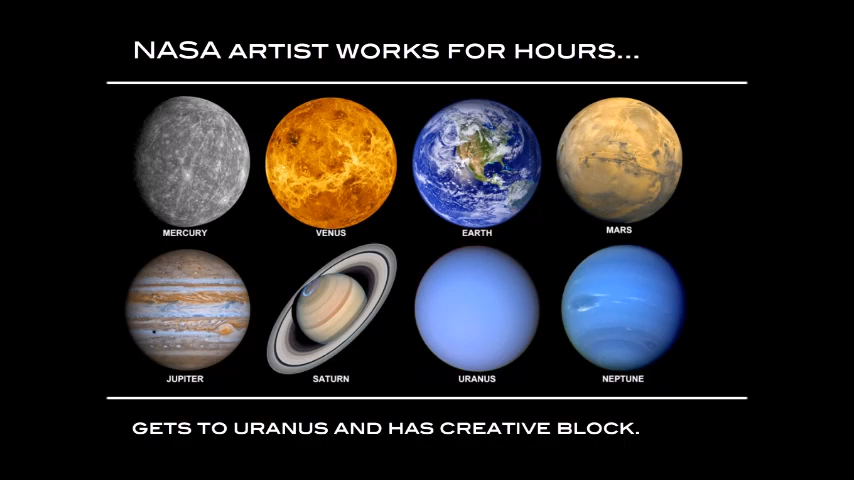 NASA ARTIST WORKS FOR HOURS...
MERCURY VENUS EARTH MARS
JUPITER SATURN URANUS NEPTUNE
GETS TO URANUS AND HAS CREATIVE BLOCK.